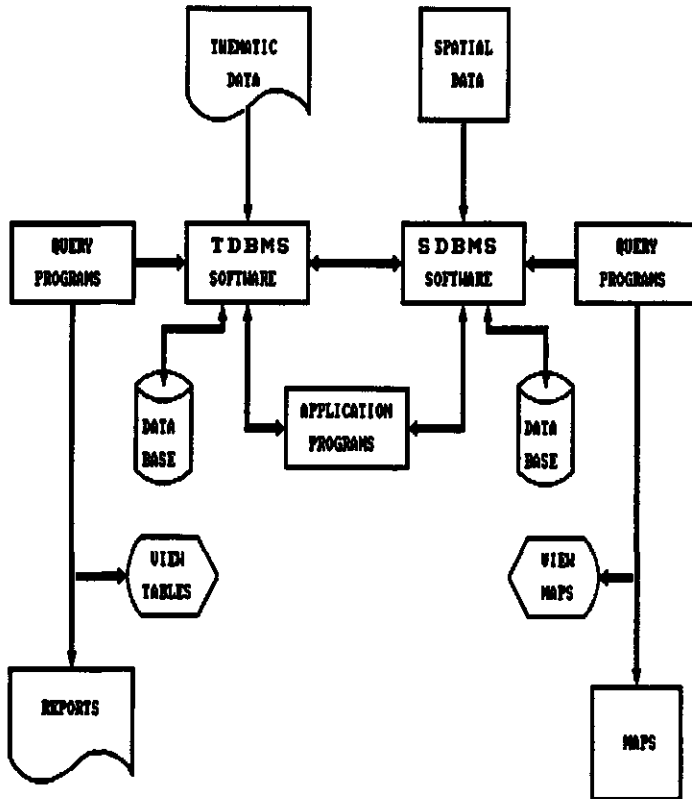 THEMATIC
DATA
SPATIAL
DATA
QUERY
PROGRAMS
TDBMS
SOFTWARE
SDBMS
SOFTWARE
QUERY
PROGRAMS
DATA
BASE
APPLICATION
PROGRAMS
DATA
BASE
VIEW
TABLES
VIEW
MAPS
REPORTS
MAPS